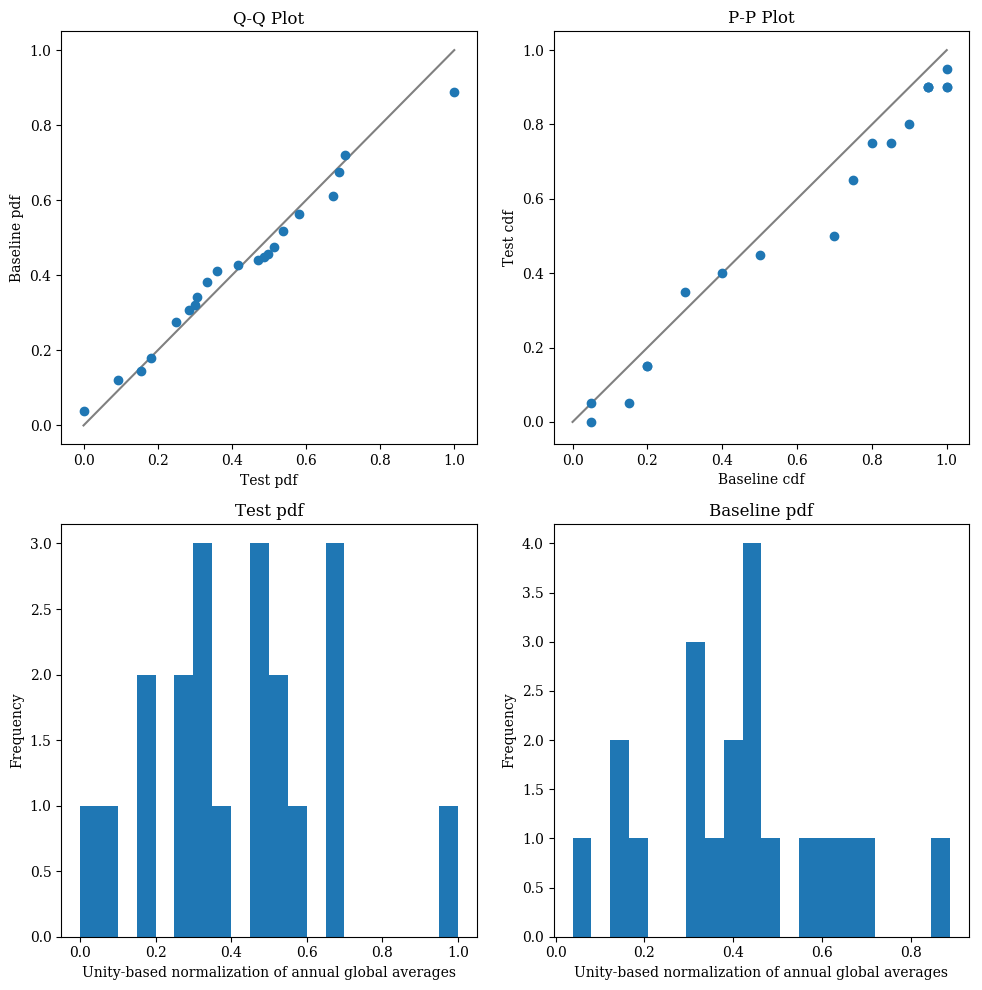 Q-Q Plot
1.0
0.8
0.6
0.4
0.2
0.0
Baseline pdf
0.0 0.2 0.4 0.6 0.8 1.0
Test pdf
P-P Plot
1.0
0.8
0.6
0.4
0.2
0.0
Test cdf
0.0 0.2 0.4 0.6 0.8 1.0
Baseline cdf
Test pdf
3.0
2.5
2.0
1.5
1.0
0.5
0.0
Frequency
0.0 0.2 0.4 0.6 0.8 1.0
Unity-based normalization of annual global averages
Baseline pdf
4.0
3.5
3.0
2.5
2.0
1.5
1.0
0.5
0.0
Frequency
0.0 0.2 0.4 0.6 0.8
Unity-based normalization of annual global averages